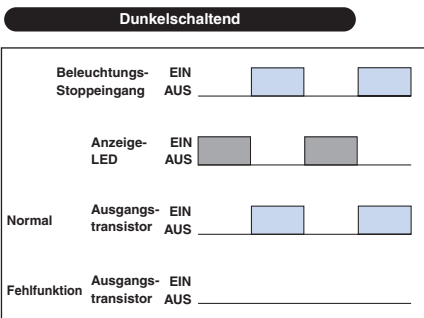 Dunkelschaltend
Beleuchtungs- EIN
Stoppeingang AUS
Anzeige- EIN
LED AUS
Normal
Ausgangs- EIN
transistor AUS
Fehlfunktion
Ausgangs- EIN
transistor AUS